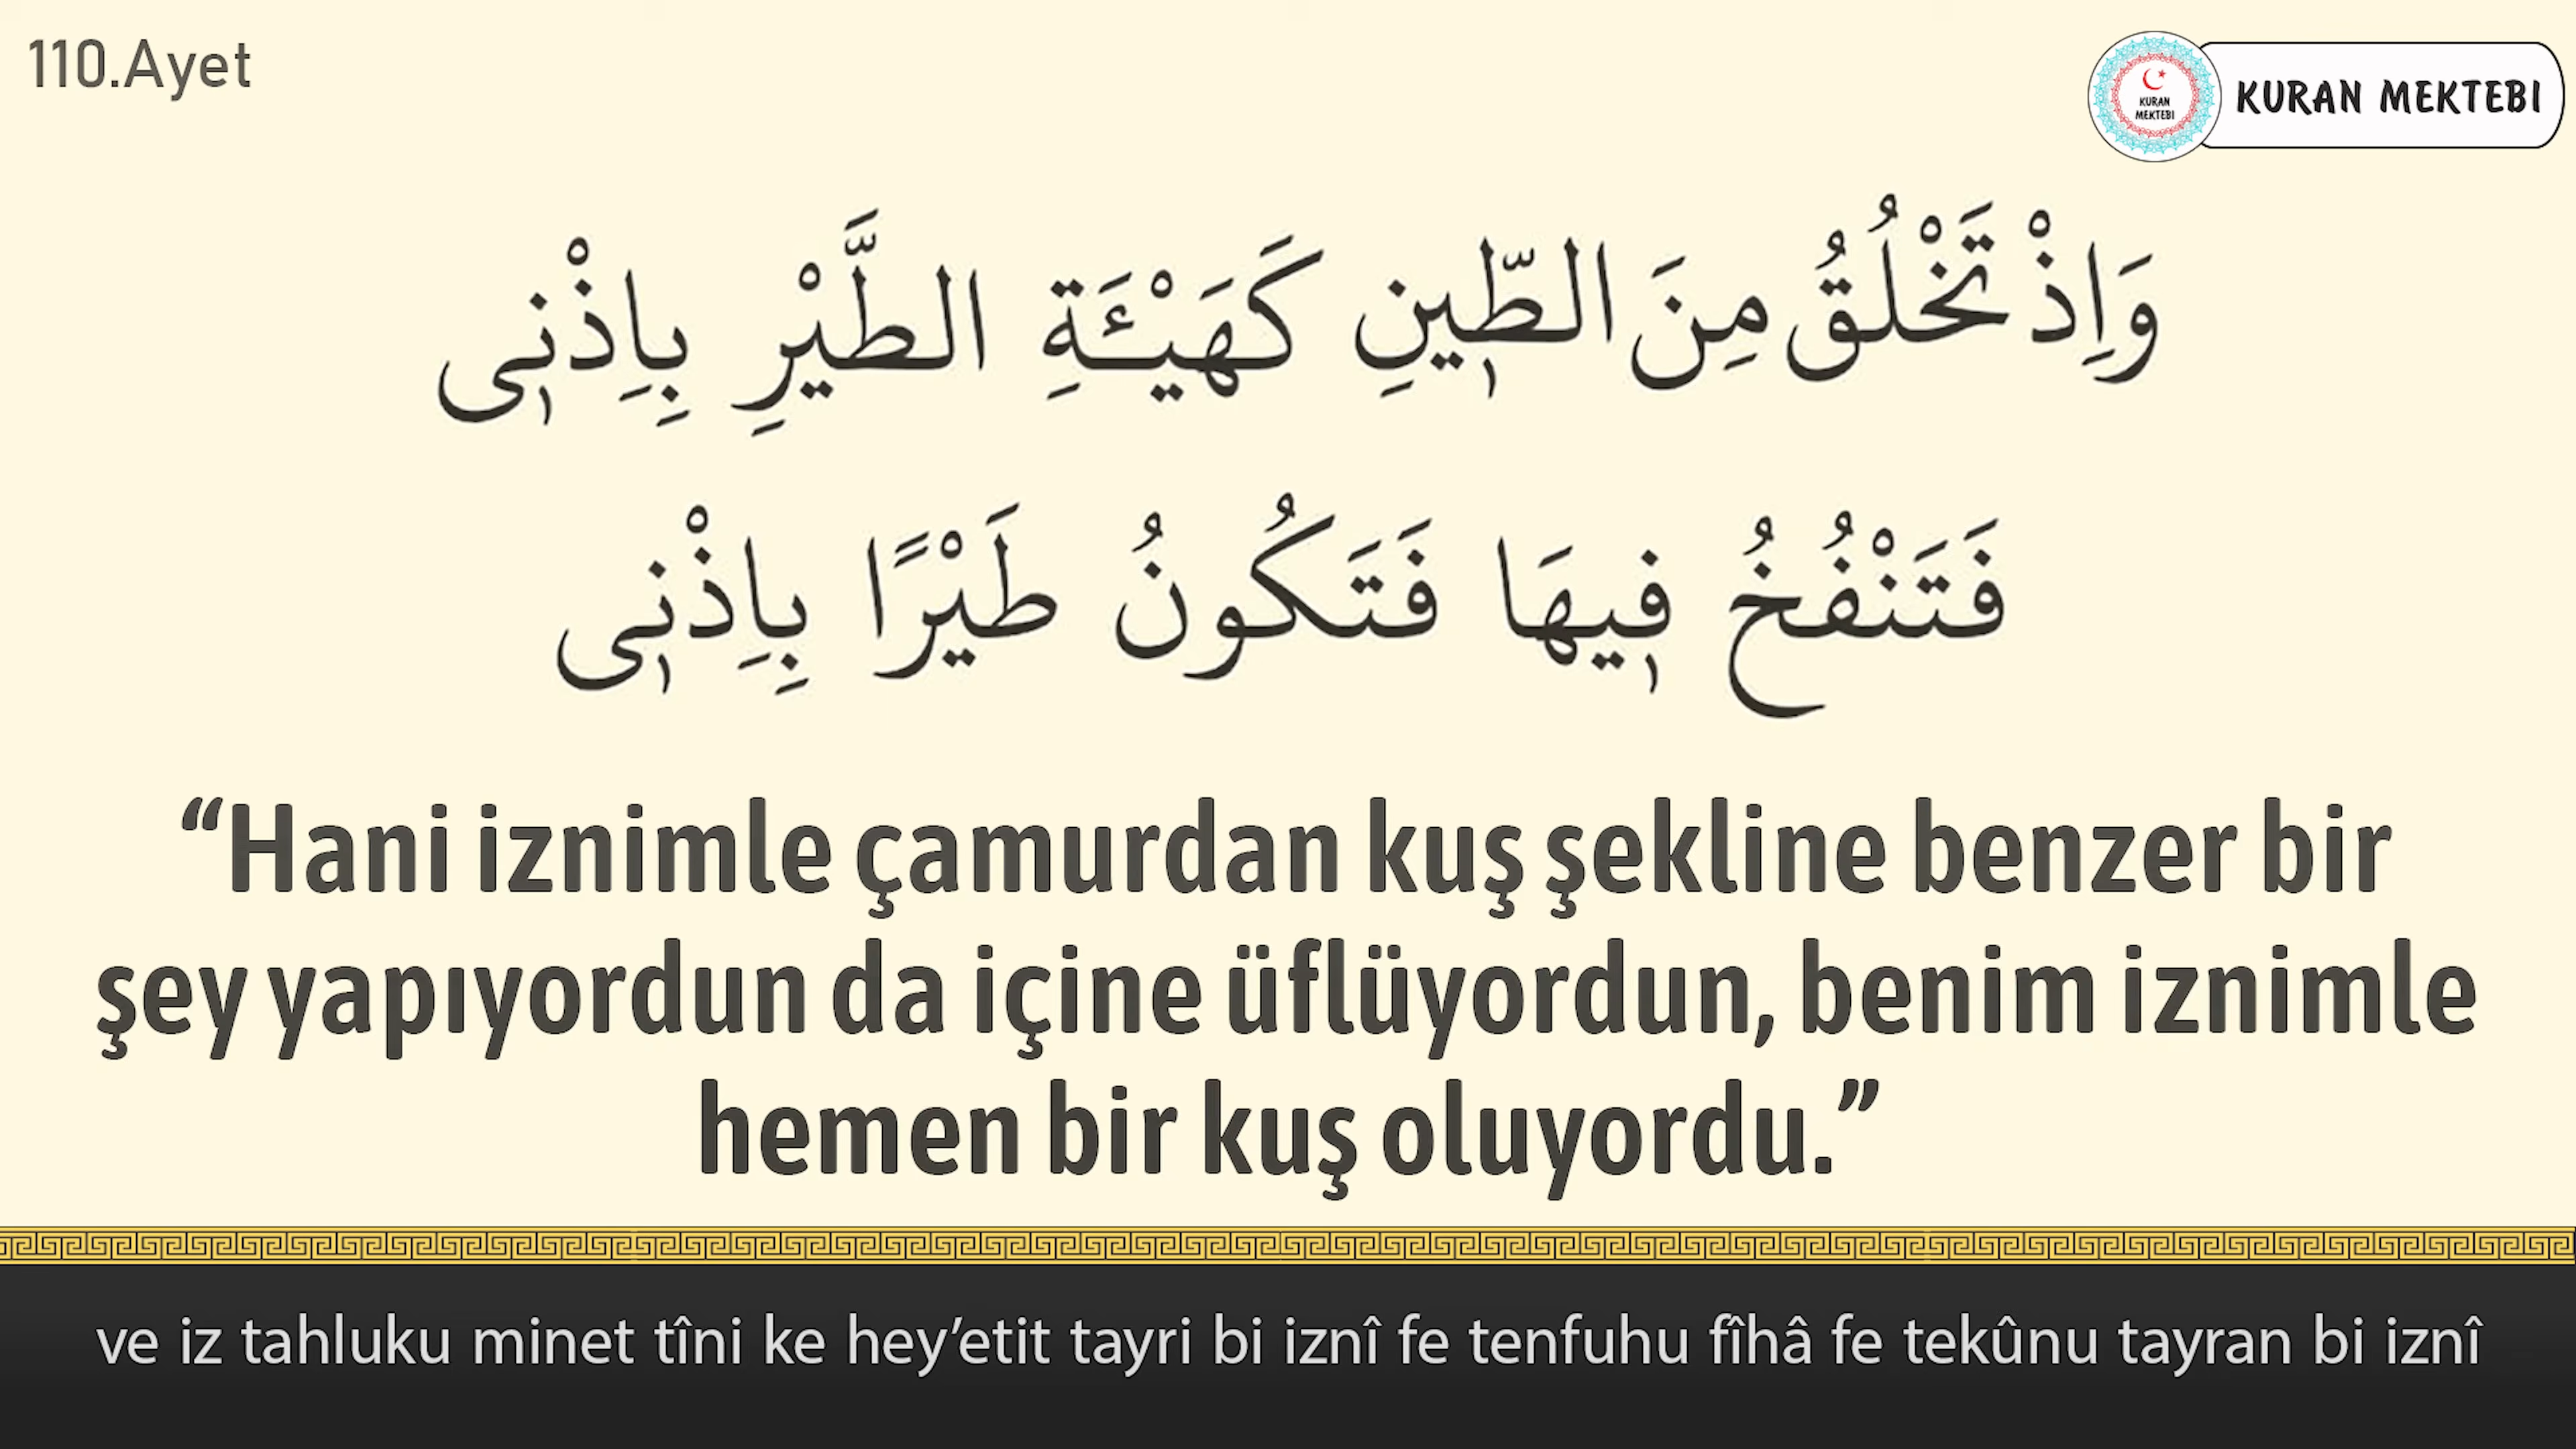 110.Ayet
KURAN
MEKTEBI
KURAN MEKTEBI
وَاِذْ تَخْلُقُ مِنَ الطّٖينِ كَهَيْـَٔةِ الطَّيْرِ بِاِذْنٖى
فَتَنْفُخُ فٖيهَا فَتَكُونُ طَيْرًا بِاِذْنٖى
“Hani iznimle çamurdan kuş şekline benzer bir
şey yapıyordun da içine üflüyordun, benim iznimle
hemen bir kuş oluyordu.”
ve iz tahluku minet tîni ke hey’etit tayri bi iznî fe tenfuhu fîhâ fe tekûnu tayran bi iznî